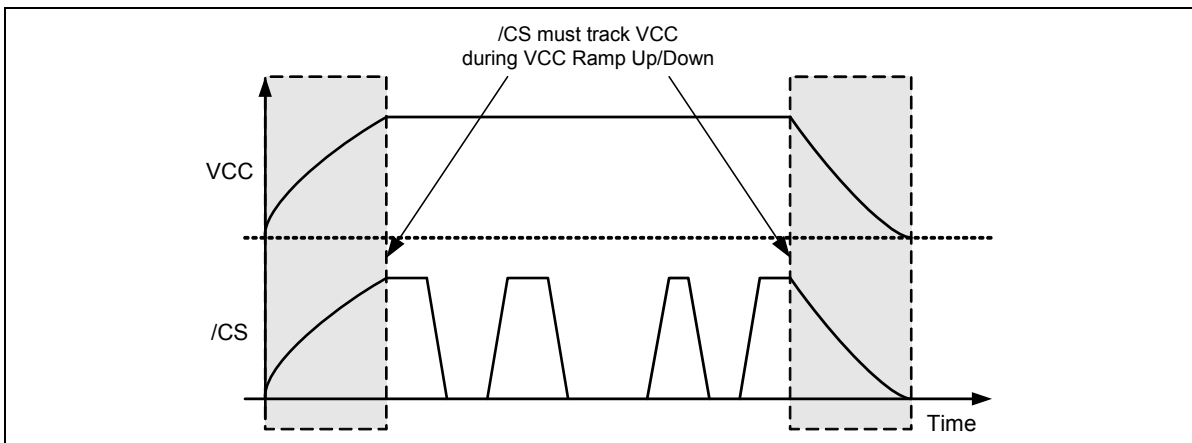 /CS must track VCC
during VCC Ramp Up/Down
VCC
/CS
Time